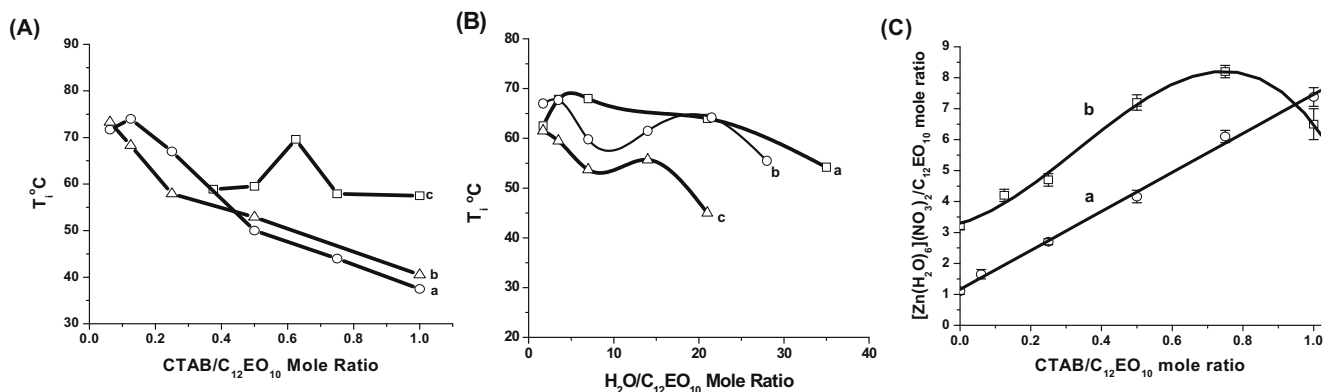 (A)
90
80
70
60
50
40
30
T_i °C
0.0 0.2 0.4 0.6 0.8 1.0
CTAB/C₁₂EO₁₀ Mole Ratio
c
b
a
(B)
100
80
60
40
20
T_i °C
0 10 20 30 40
H₂O/C₁₂EO₁₀ Mole Ratio
a
b
c
(C)
9
8
7
6
5
4
3
2
1
0
[Zn(H₂O)₆](NO₃)₂/C₁₂EO₁₀ mole ratio
0.0 0.2 0.4 0.6 0.8 1.0
CTAB/C₁₂EO₁₀ mole ratio
b
a